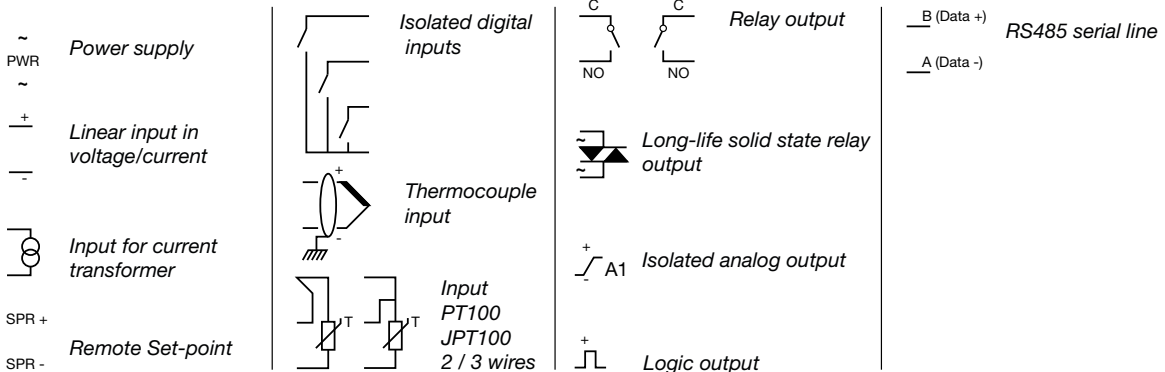 ~
PWR
~
Power supply
+
-
Linear input in
voltage/current
Input for current
transformer
SPR +
SPR -
Remote Set-point
Isolated digital
inputs
+
-
Thermocouple
input
T
T
Input
PT100
JPT100
2 / 3 wires
C
NO
C
NO
Relay output
~
~
Long-life solid state relay
output
+
-
A1
Isolated analog output
+
Logic output
B (Data +)
A (Data -)
RS485 serial line